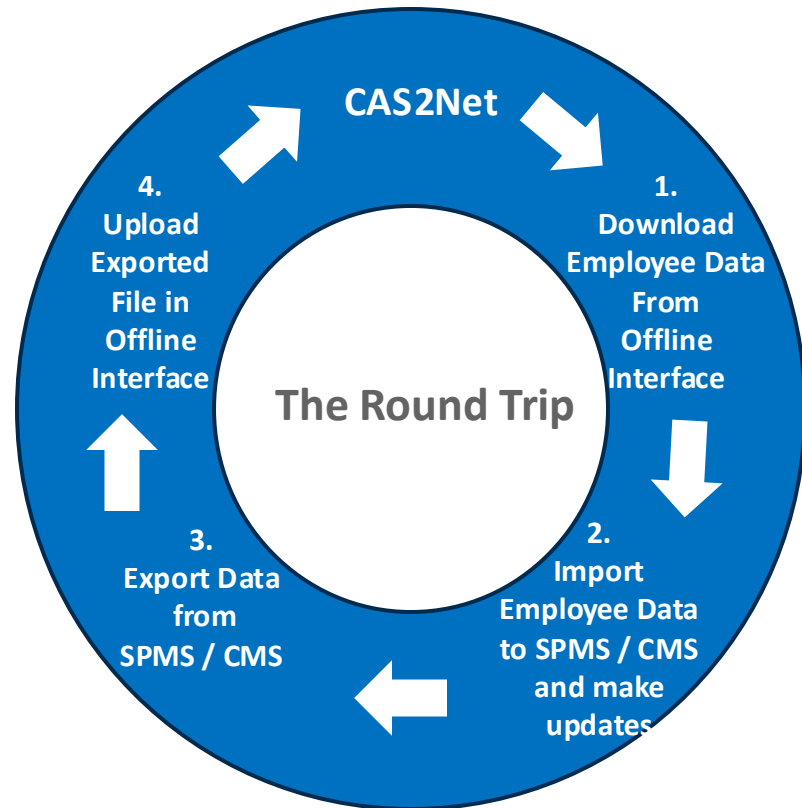 CAS2Net
1.
Download
Employee Data
From
Offline
Interface
2.
Import
Employee Data
to SPMS / CMS
and make
updates
3.
Export Data
from
SPMS / CMS
4.
Upload
Exported
File in
Offline
Interface
The Round Trip